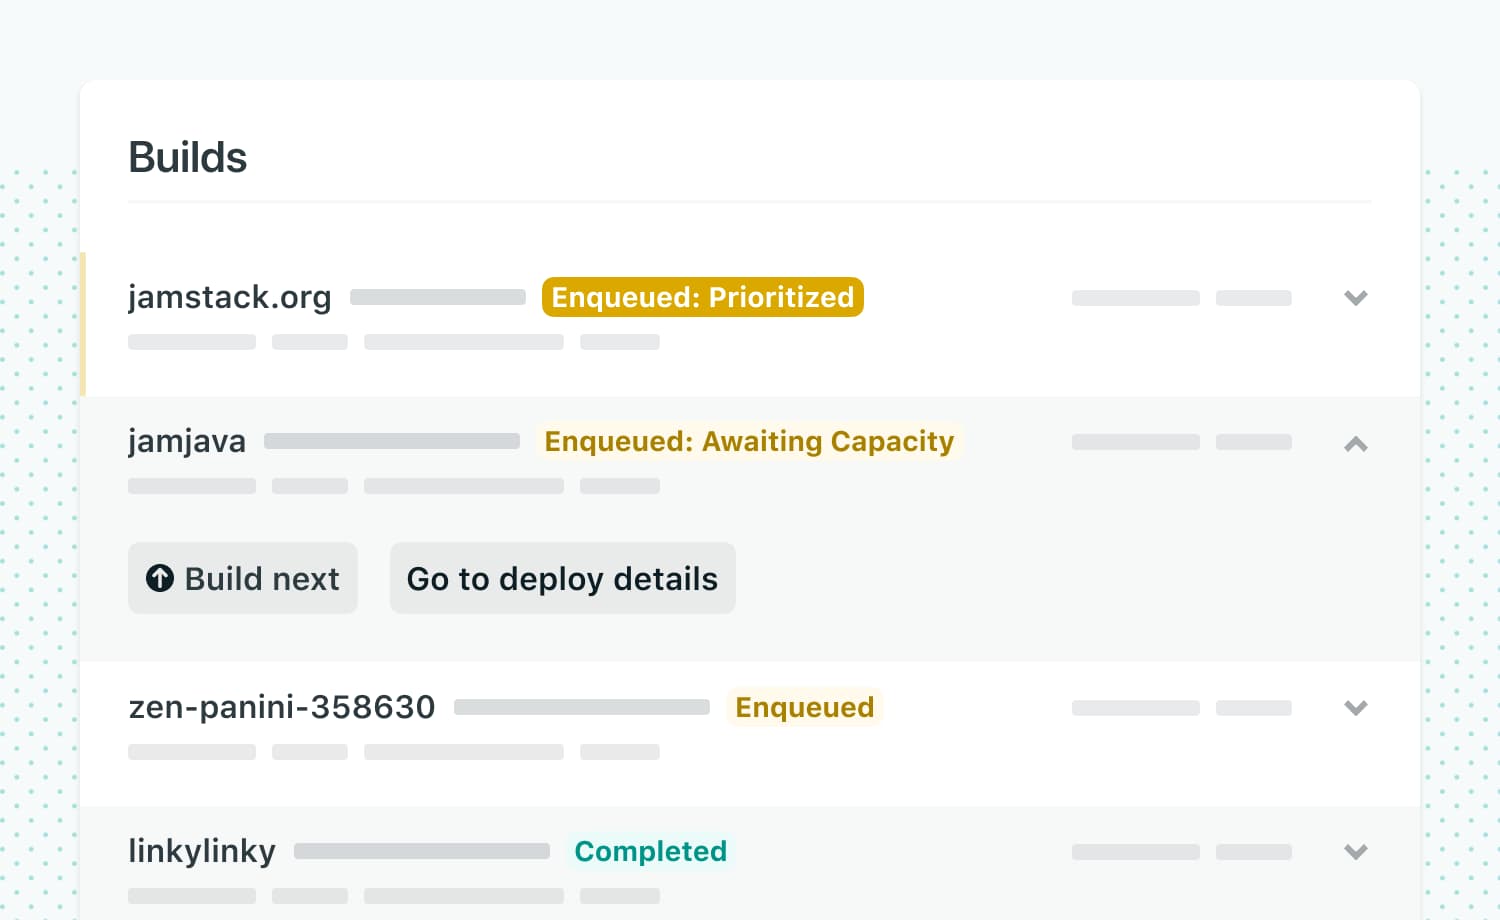 Builds
jamstack.org Enqueued: Prioritized
jamjava Enqueued: Awaiting Capacity
Build next Go to deploy details
zen-panini-358630 Enqueued
linkylinky Completed